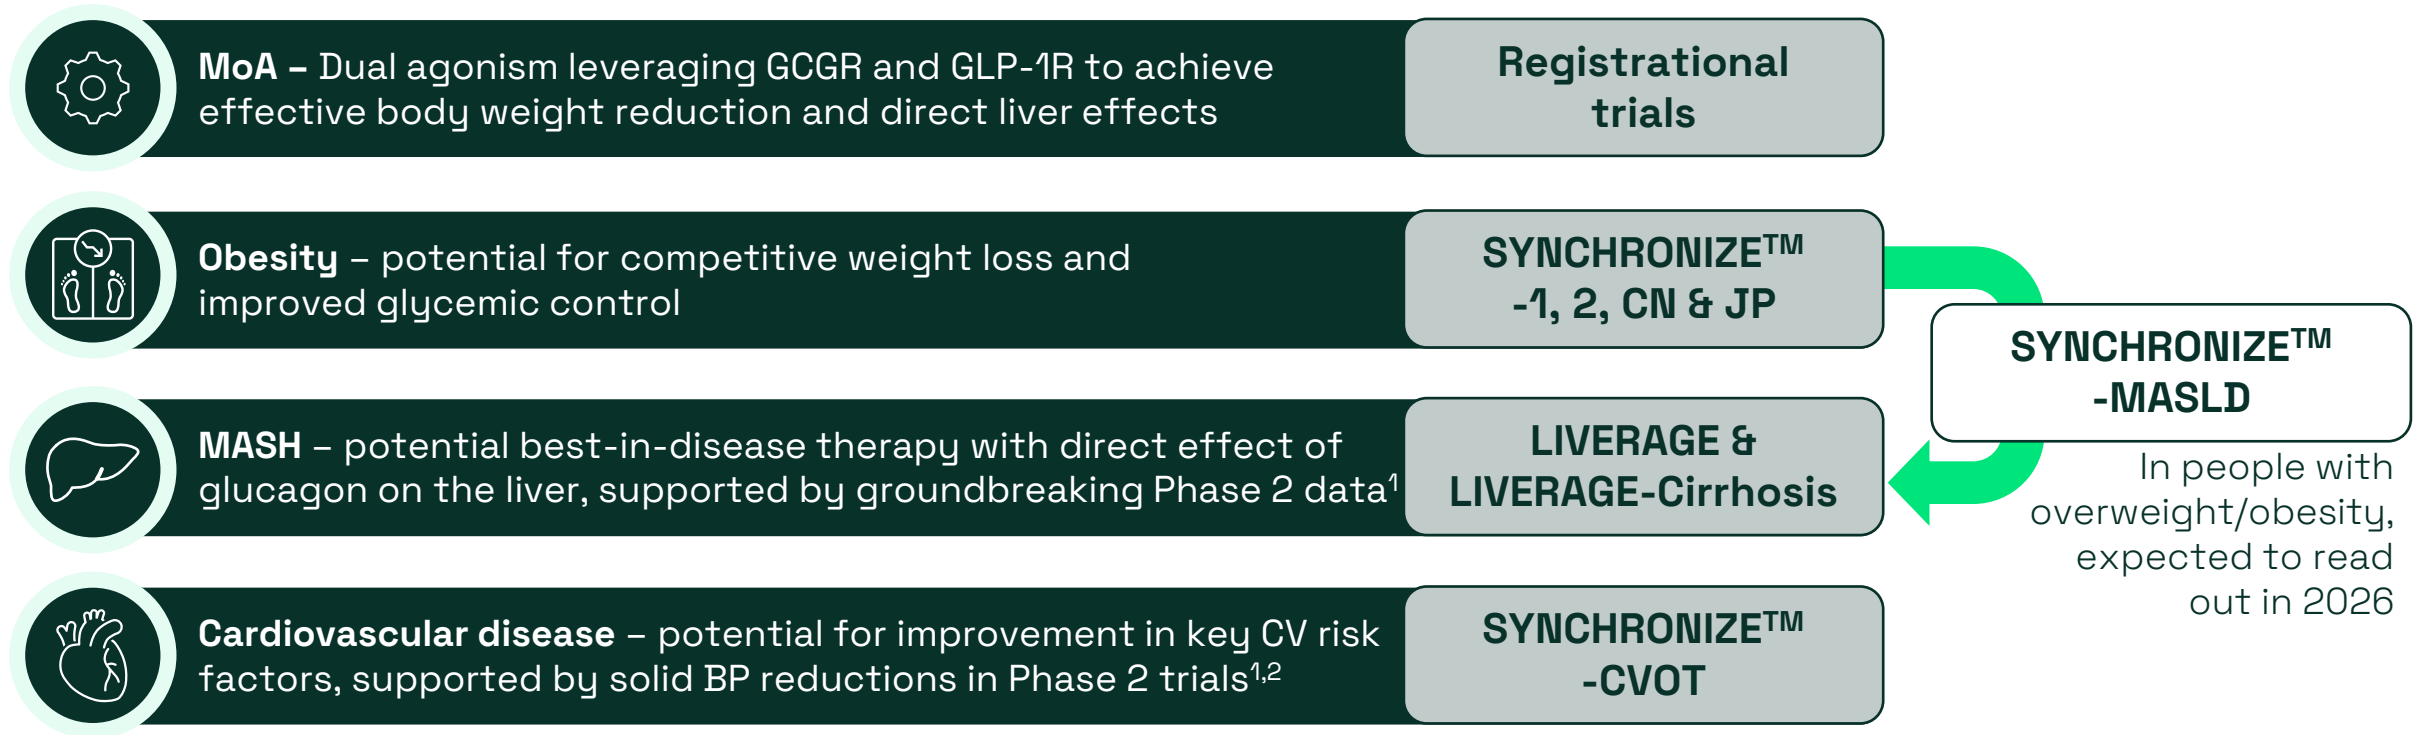 MoA – Dual agonism leveraging GCGR and GLP-1R to achieve
effective body weight reduction and direct liver effects
Registrational
trials
Obesity – potential for competitive weight loss and
improved glycemic control
SYNCHRONIZE™
-1, 2, CN & JP
SYNCHRONIZE™
-MASLD
In people with
overweight/obesity,
expected to read
out in 2026
MASH – potential best-in-disease therapy with direct effect of
glucagon on the liver, supported by groundbreaking Phase 2 data¹
LIVERAGE &
LIVERAGE-Cirrhosis
Cardiovascular disease – potential for improvement in key CV risk
factors, supported by solid BP reductions in Phase 2 trials¹,²
SYNCHRONIZE™
-CVOT